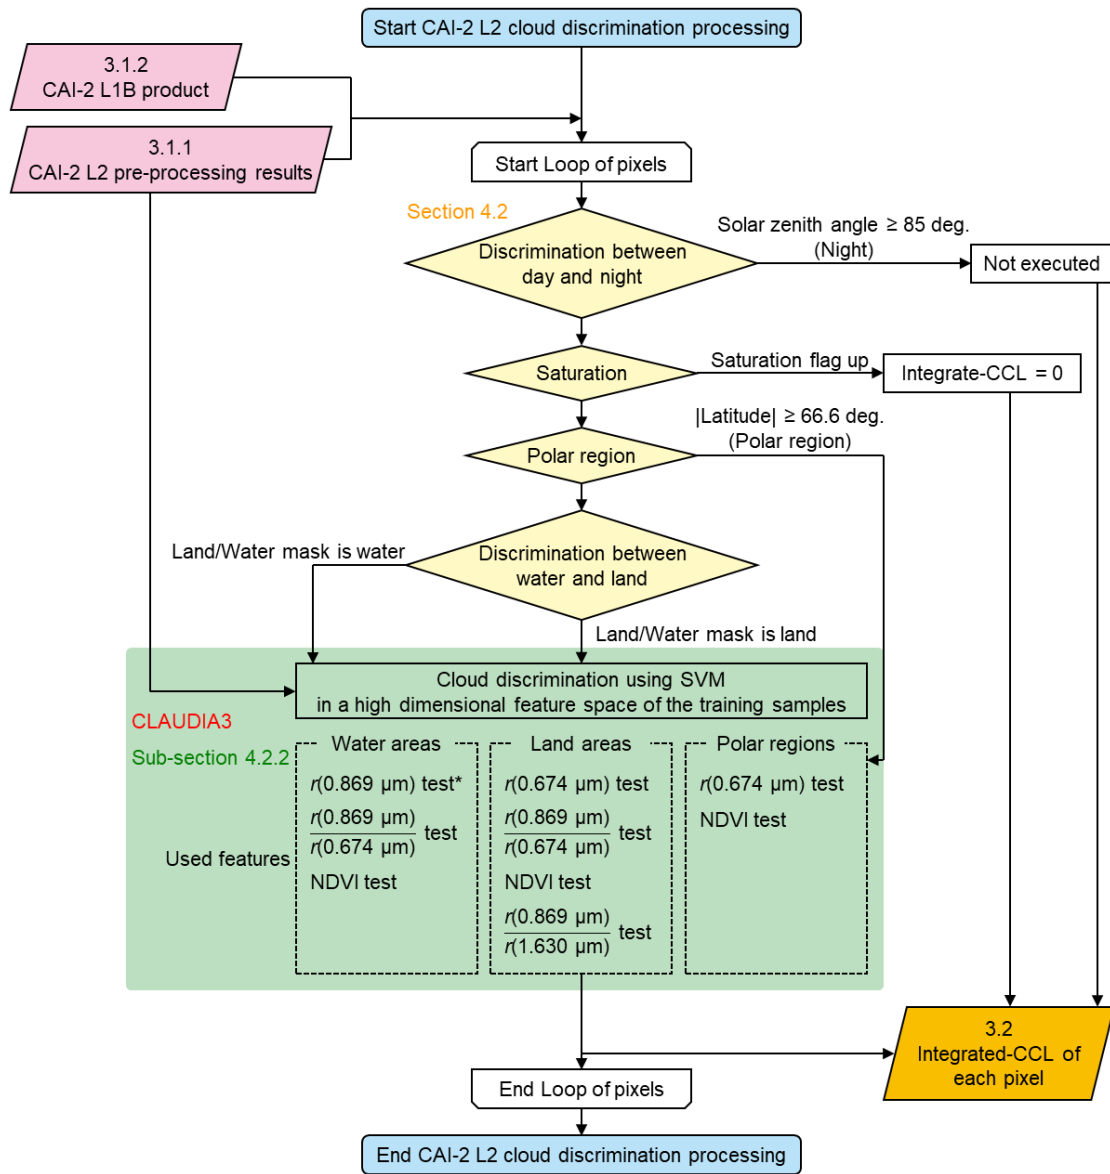 Start CAI-2 L2 cloud discrimination processing
3.1.2
CAI-2 L1B product
3.1.1
CAI-2 L2 pre-processing results
Start Loop of pixels
Section 4.2
Discrimination between
day and night
Solar zenith angle ≥ 85 deg.
(Night)
Not executed
Saturation
Saturation flag up
Integrate-CCL = 0
Polar region
|Latitude| ≥ 66.6 deg.
(Polar region)
Discrimination between
water and land
Land/Water mask is water
Land/Water mask is land
Cloud discrimination using SVM
in a high dimensional feature space of the training samples
CLAUDIA3
Sub-section 4.2.2
Used features
Water areas
r(0.869 μm) test*
r(0.869 μm)
r(0.674 μm)
test
NDVI test
Land areas
r(0.674 μm) test
r(0.869 μm)
r(0.674 μm)
test
NDVI test
r(0.869 μm)
r(1.630 μm)
test
Polar regions
r(0.674 μm) test
NDVI test
3.2
Integrated-CCL of
each pixel
End Loop of pixels
End CAI-2 L2 cloud discrimination processing